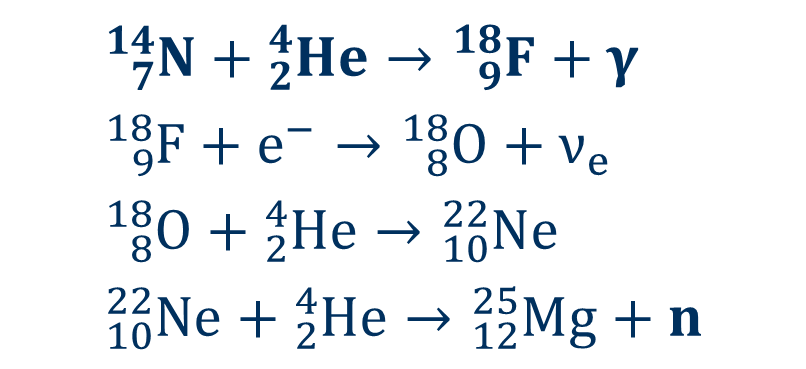 ¹⁴₇N + ⁴₂He → ¹⁸₉F + γ
¹⁸₉F + e⁻ → ¹⁸₈O + νₑ
¹⁸₈O + ⁴₂He → ²²₁₀Ne
²²₁₀Ne + ⁴₂He → ²⁵₁₂Mg + n